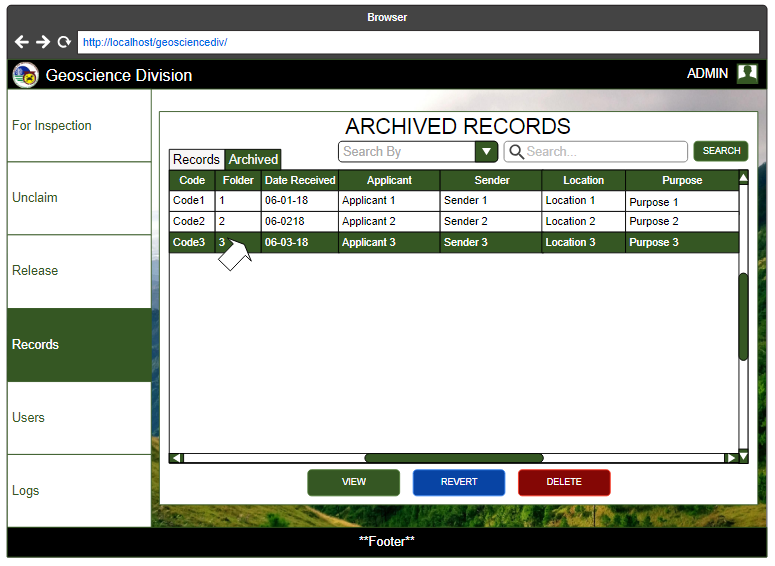 Browser
http://localhost/geosciencediv/
Geoscience Division
ADMIN
For Inspection
Unclaim
Release
Records
Users
Logs
ARCHIVED RECORDS
Records Archived
Search By
Search...
SEARCH
Code Folder Date Received Applicant Sender Location Purpose
Code1 1 06-01-18 Applicant 1 Sender 1 Location 1 Purpose 1
Code2 2 06-0218 Applicant 2 Sender 2 Location 2 Purpose 2
Code3 3 06-03-18 Applicant 3 Sender 3 Location 3 Purpose 3
VIEW REVERT DELETE
**Footer**